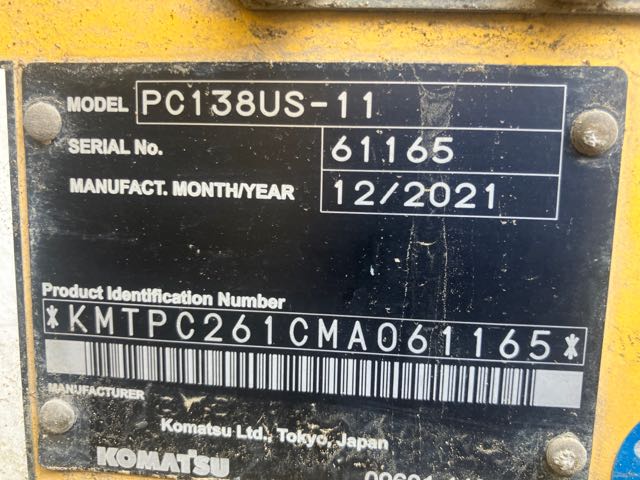 MODEL PC138US-11
SERIAL No. 61165
MANUFACT. MONTH/YEAR 12/2021
Product Identification Number
*KMTPC261CMA061165*
MANUFACTURER
Komatsu Ltd., Tokyo, Japan
KOMATSU